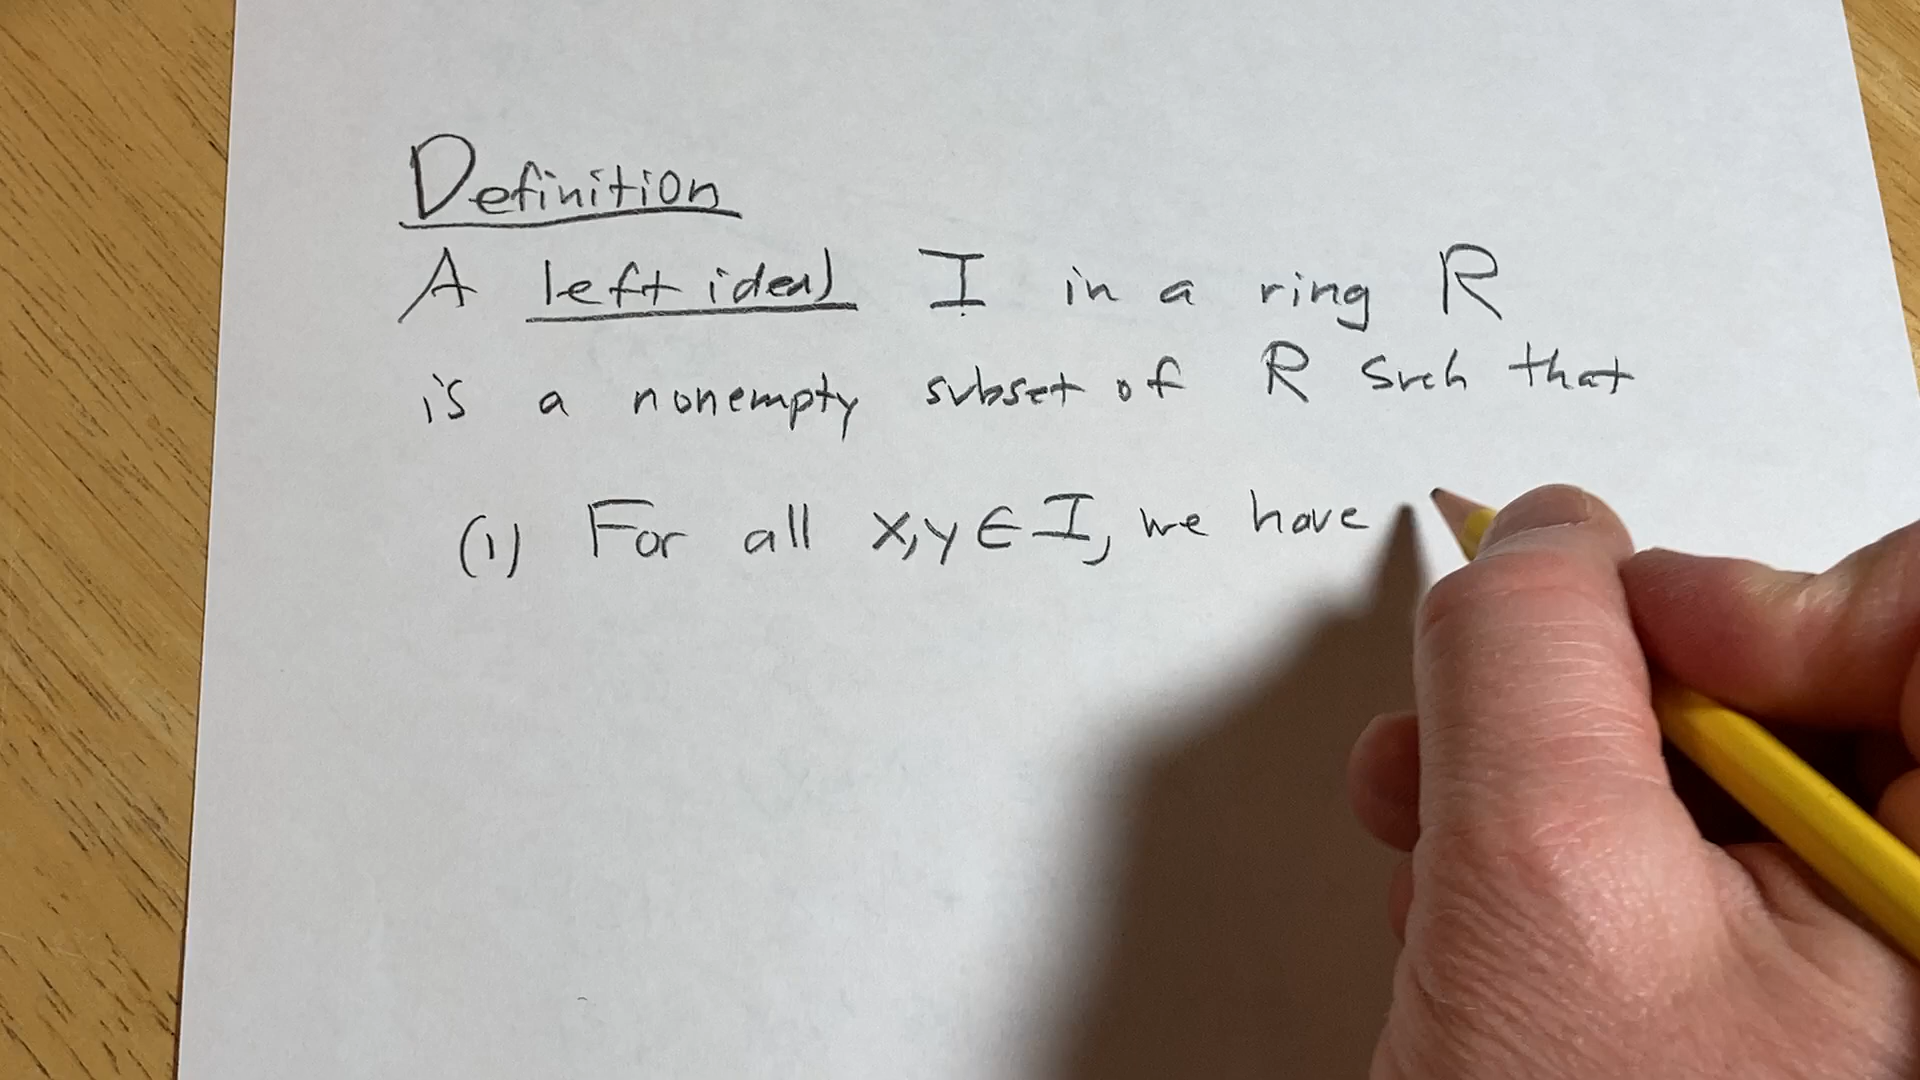 Definition
A left ideal I in a ring R
is a nonempty subset of R such that
(1) For all x,y ∈ I, we have